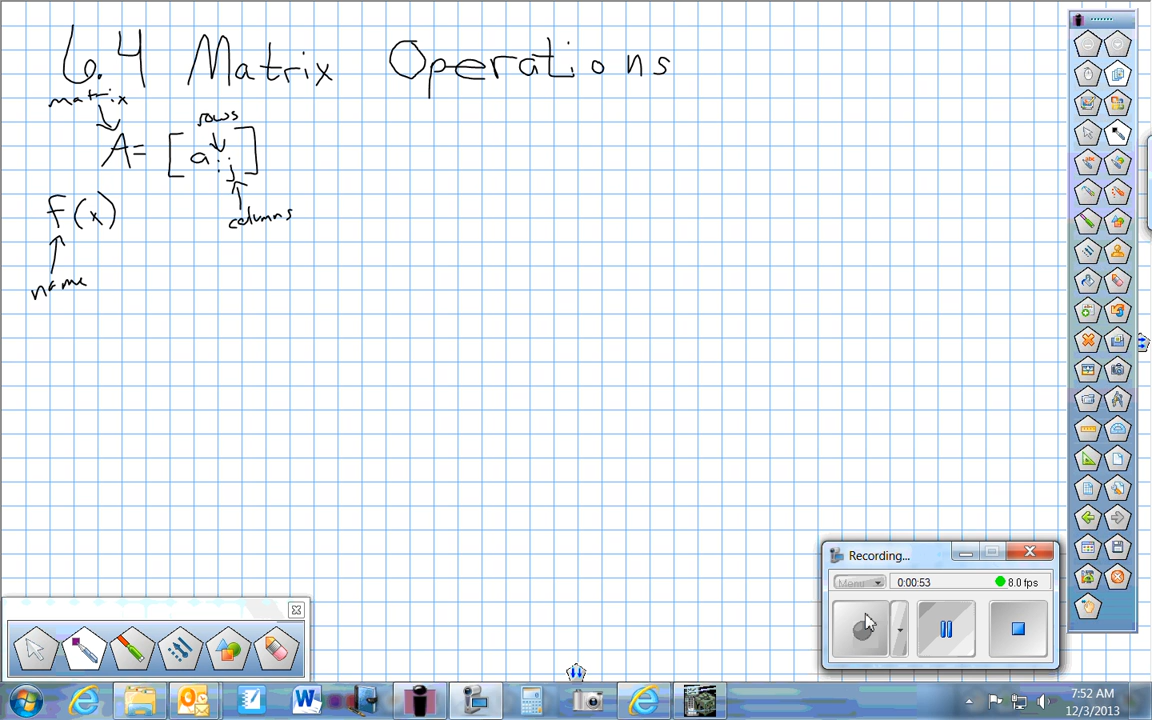 6.4 Matrix Operations
matrix
rows
A = [aij]
columns
f(x)
name
Recording...
Menu
0:00:53
8.0 fps
7:52 AM
12/3/2013